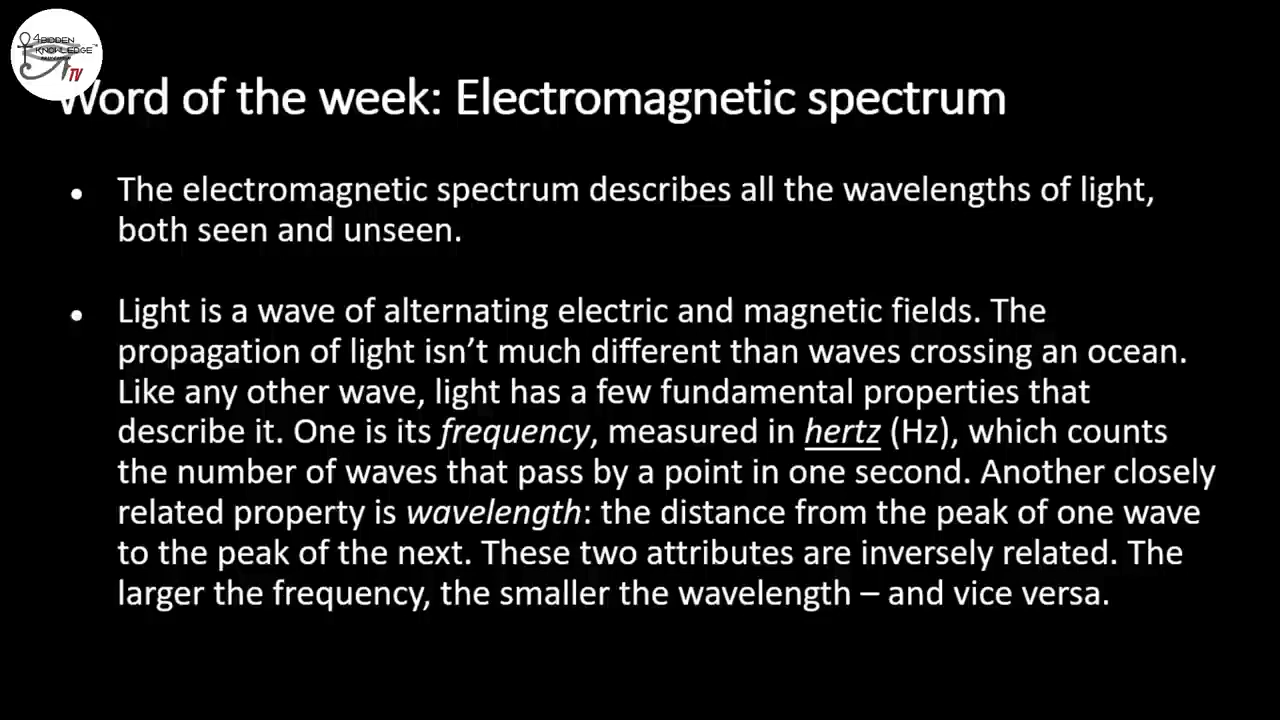 4BIDDEN
KNOWLEDGE
TV
Word of the week: Electromagnetic spectrum
• The electromagnetic spectrum describes all the wavelengths of light,
both seen and unseen.
• Light is a wave of alternating electric and magnetic fields. The
propagation of light isn’t much different than waves crossing an ocean.
Like any other wave, light has a few fundamental properties that
describe it. One is its frequency, measured in hertz (Hz), which counts
the number of waves that pass by a point in one second. Another closely
related property is wavelength: the distance from the peak of one wave
to the peak of the next. These two attributes are inversely related. The
larger the frequency, the smaller the wavelength – and vice versa.